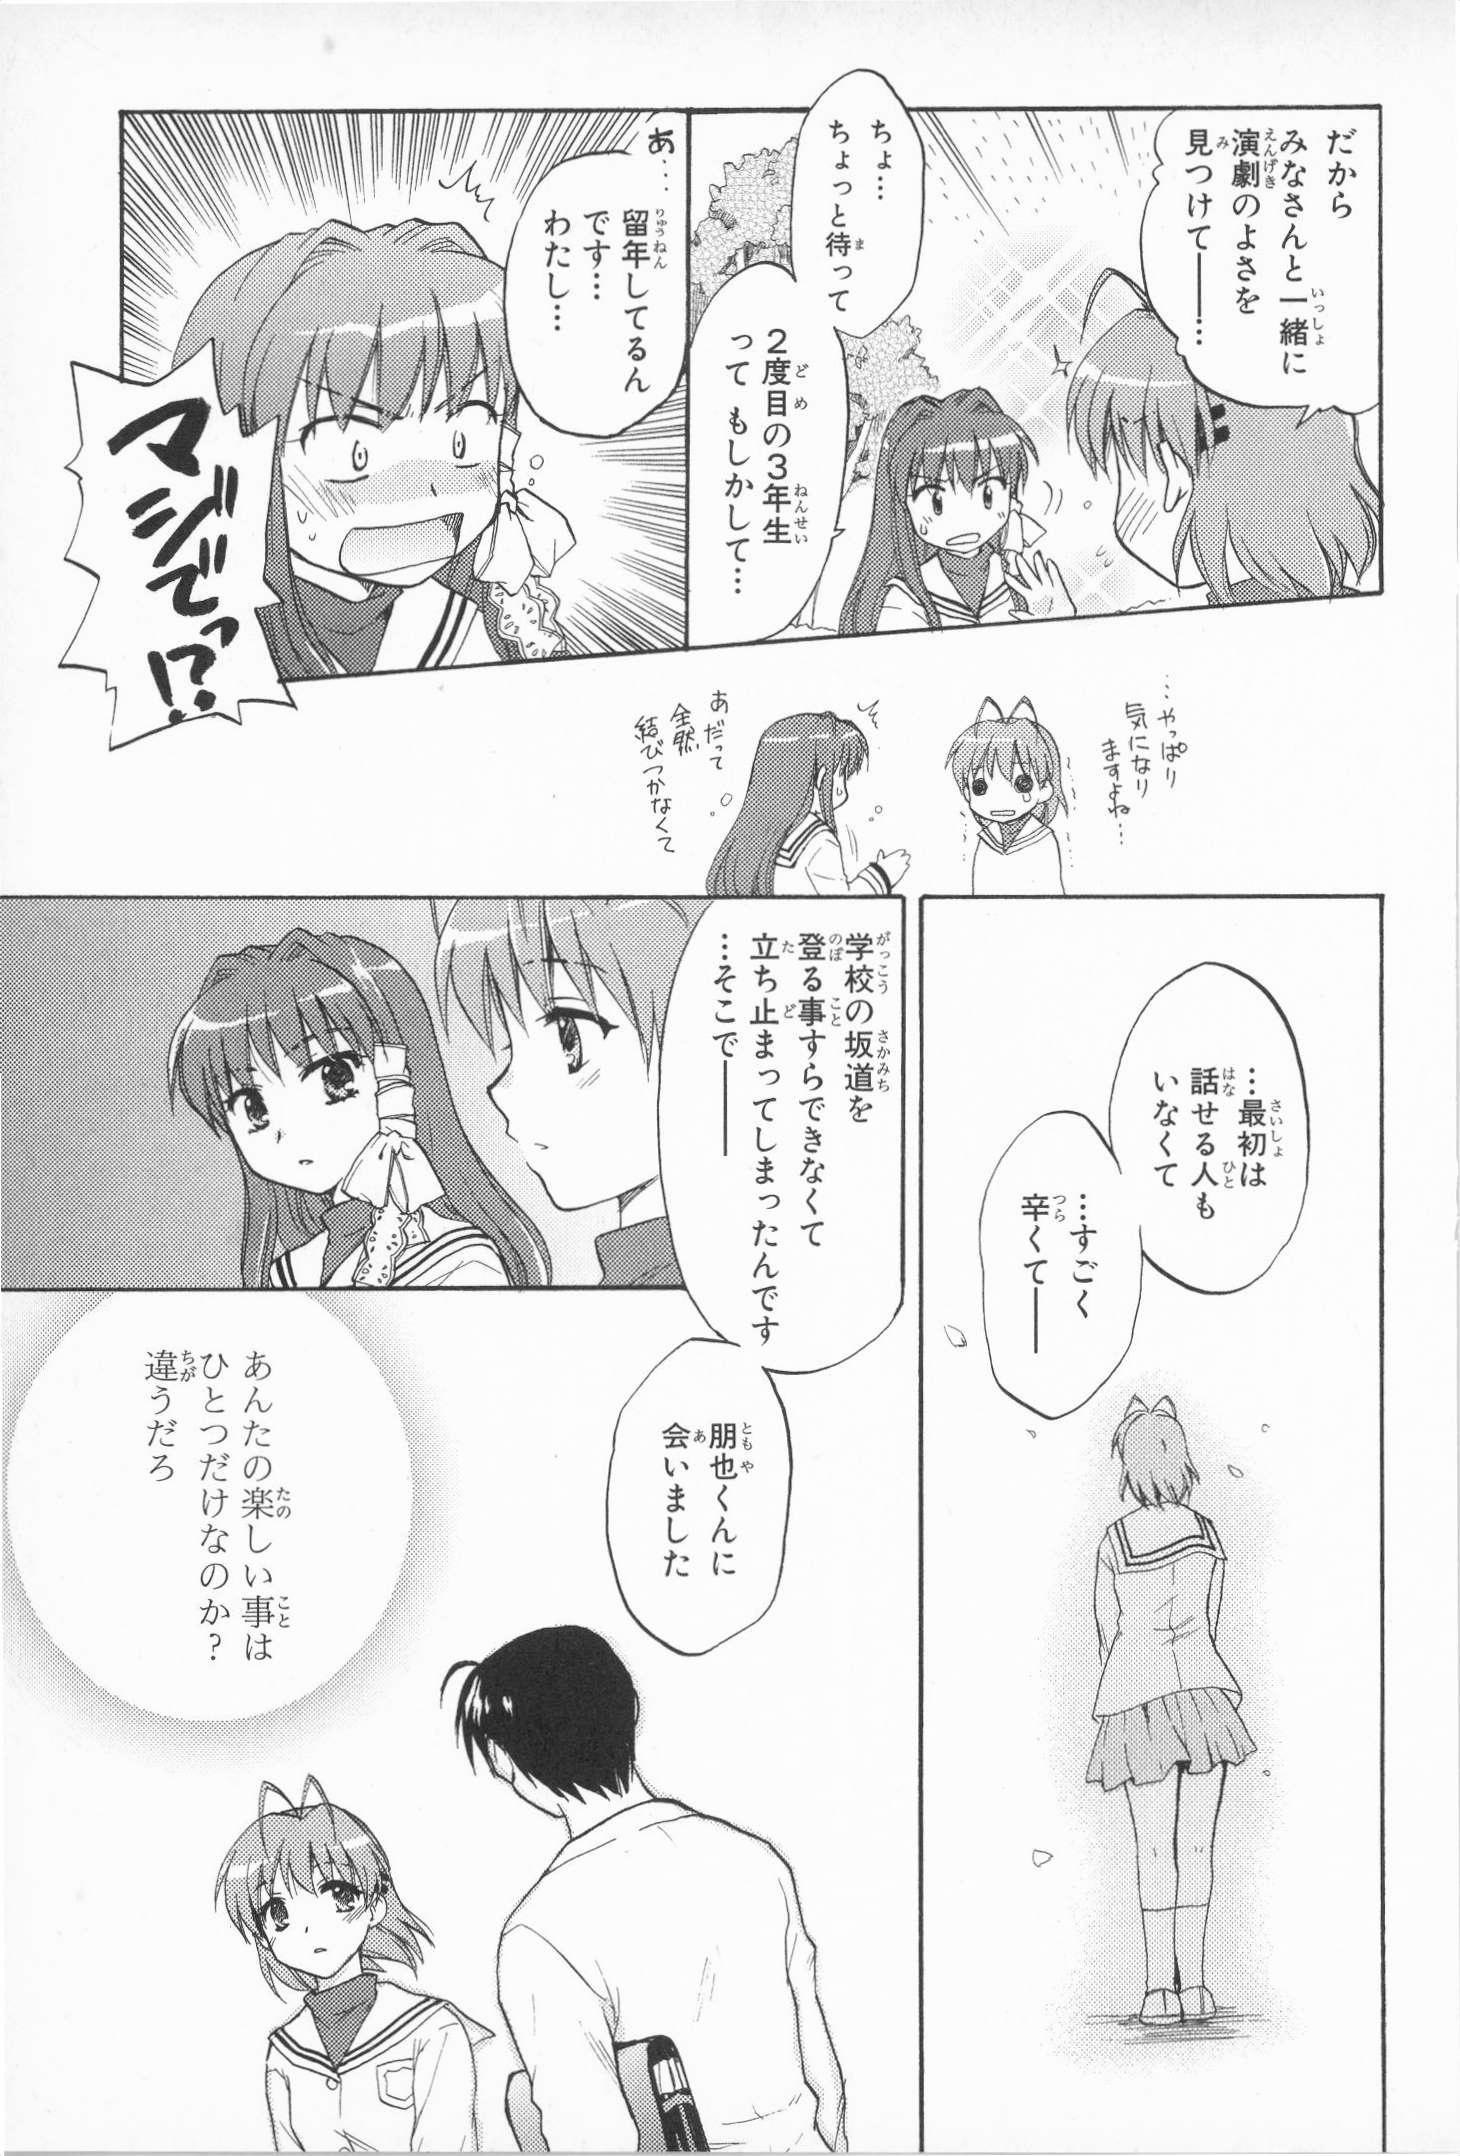 だから
みなさんと一緒に
演劇のよさを
見つけて――…
ちょ…
ちょっと待って
2度目の3年生
って もしかして…
あ…
留年してるん
です…
わたし…
マジでっ!?
…やっぱり
気になり
ますよね…
あだって
全然
結びつかなくて
…最初は
話せる人も
いなくて
…すごく
辛くて――
学校の坂道を
登る事すらできなくて
立ち止まってしまったんです
…そこで――
朋也くんに
会いました
あんたの楽しい事は
ひとつだけなのか?
違うだろ